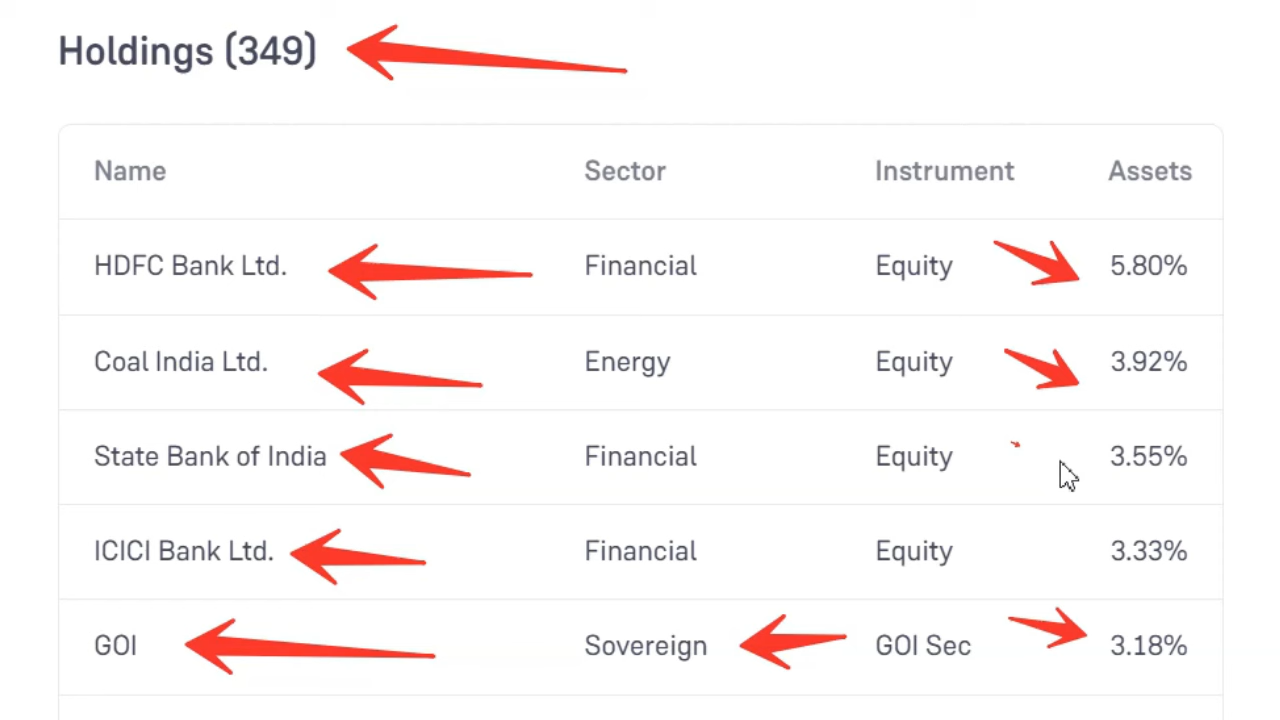 Holdings (349)
Name Sector Instrument Assets
HDFC Bank Ltd. Financial Equity 5.80%
Coal India Ltd. Energy Equity 3.92%
State Bank of India Financial Equity 3.55%
ICICI Bank Ltd. Financial Equity 3.33%
GOI Sovereign GOI Sec 3.18%